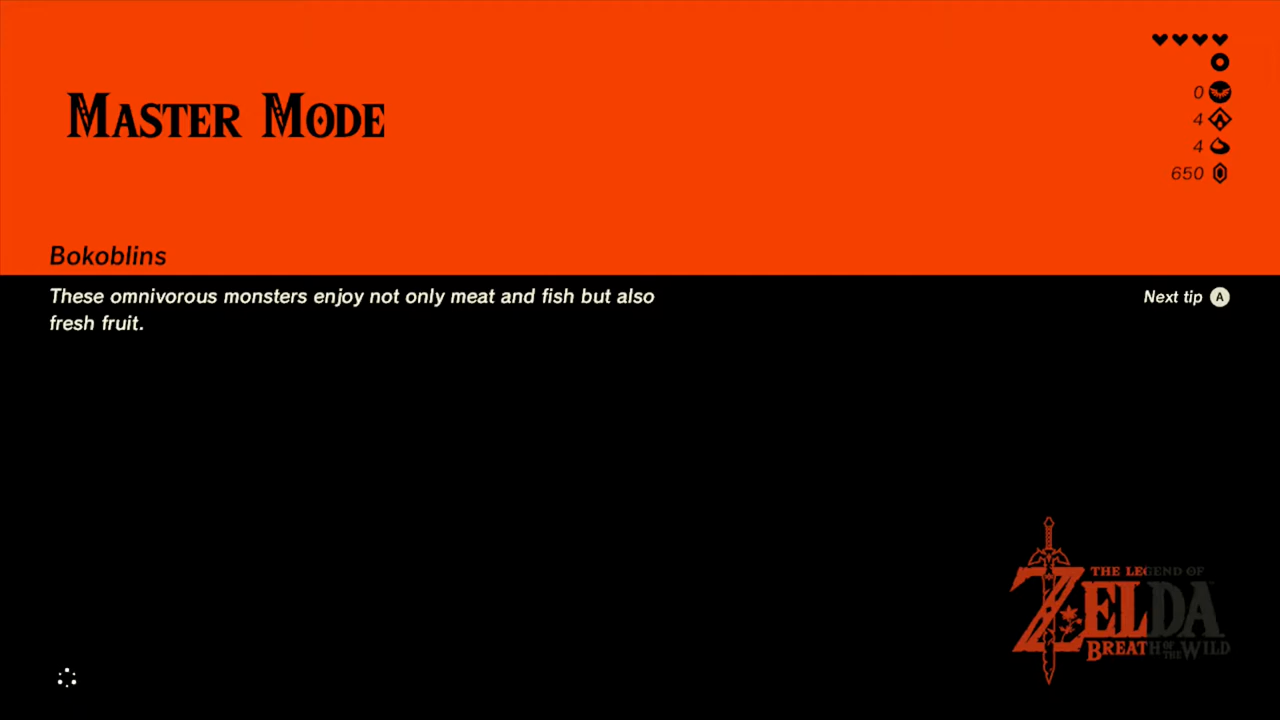 Master Mode
0
4
4
650
Bokoblins
These omnivorous monsters enjoy not only meat and fish but also
fresh fruit.
Next tip A
THE LEGEND OF
ZELDA
BREATH OF THE WILD